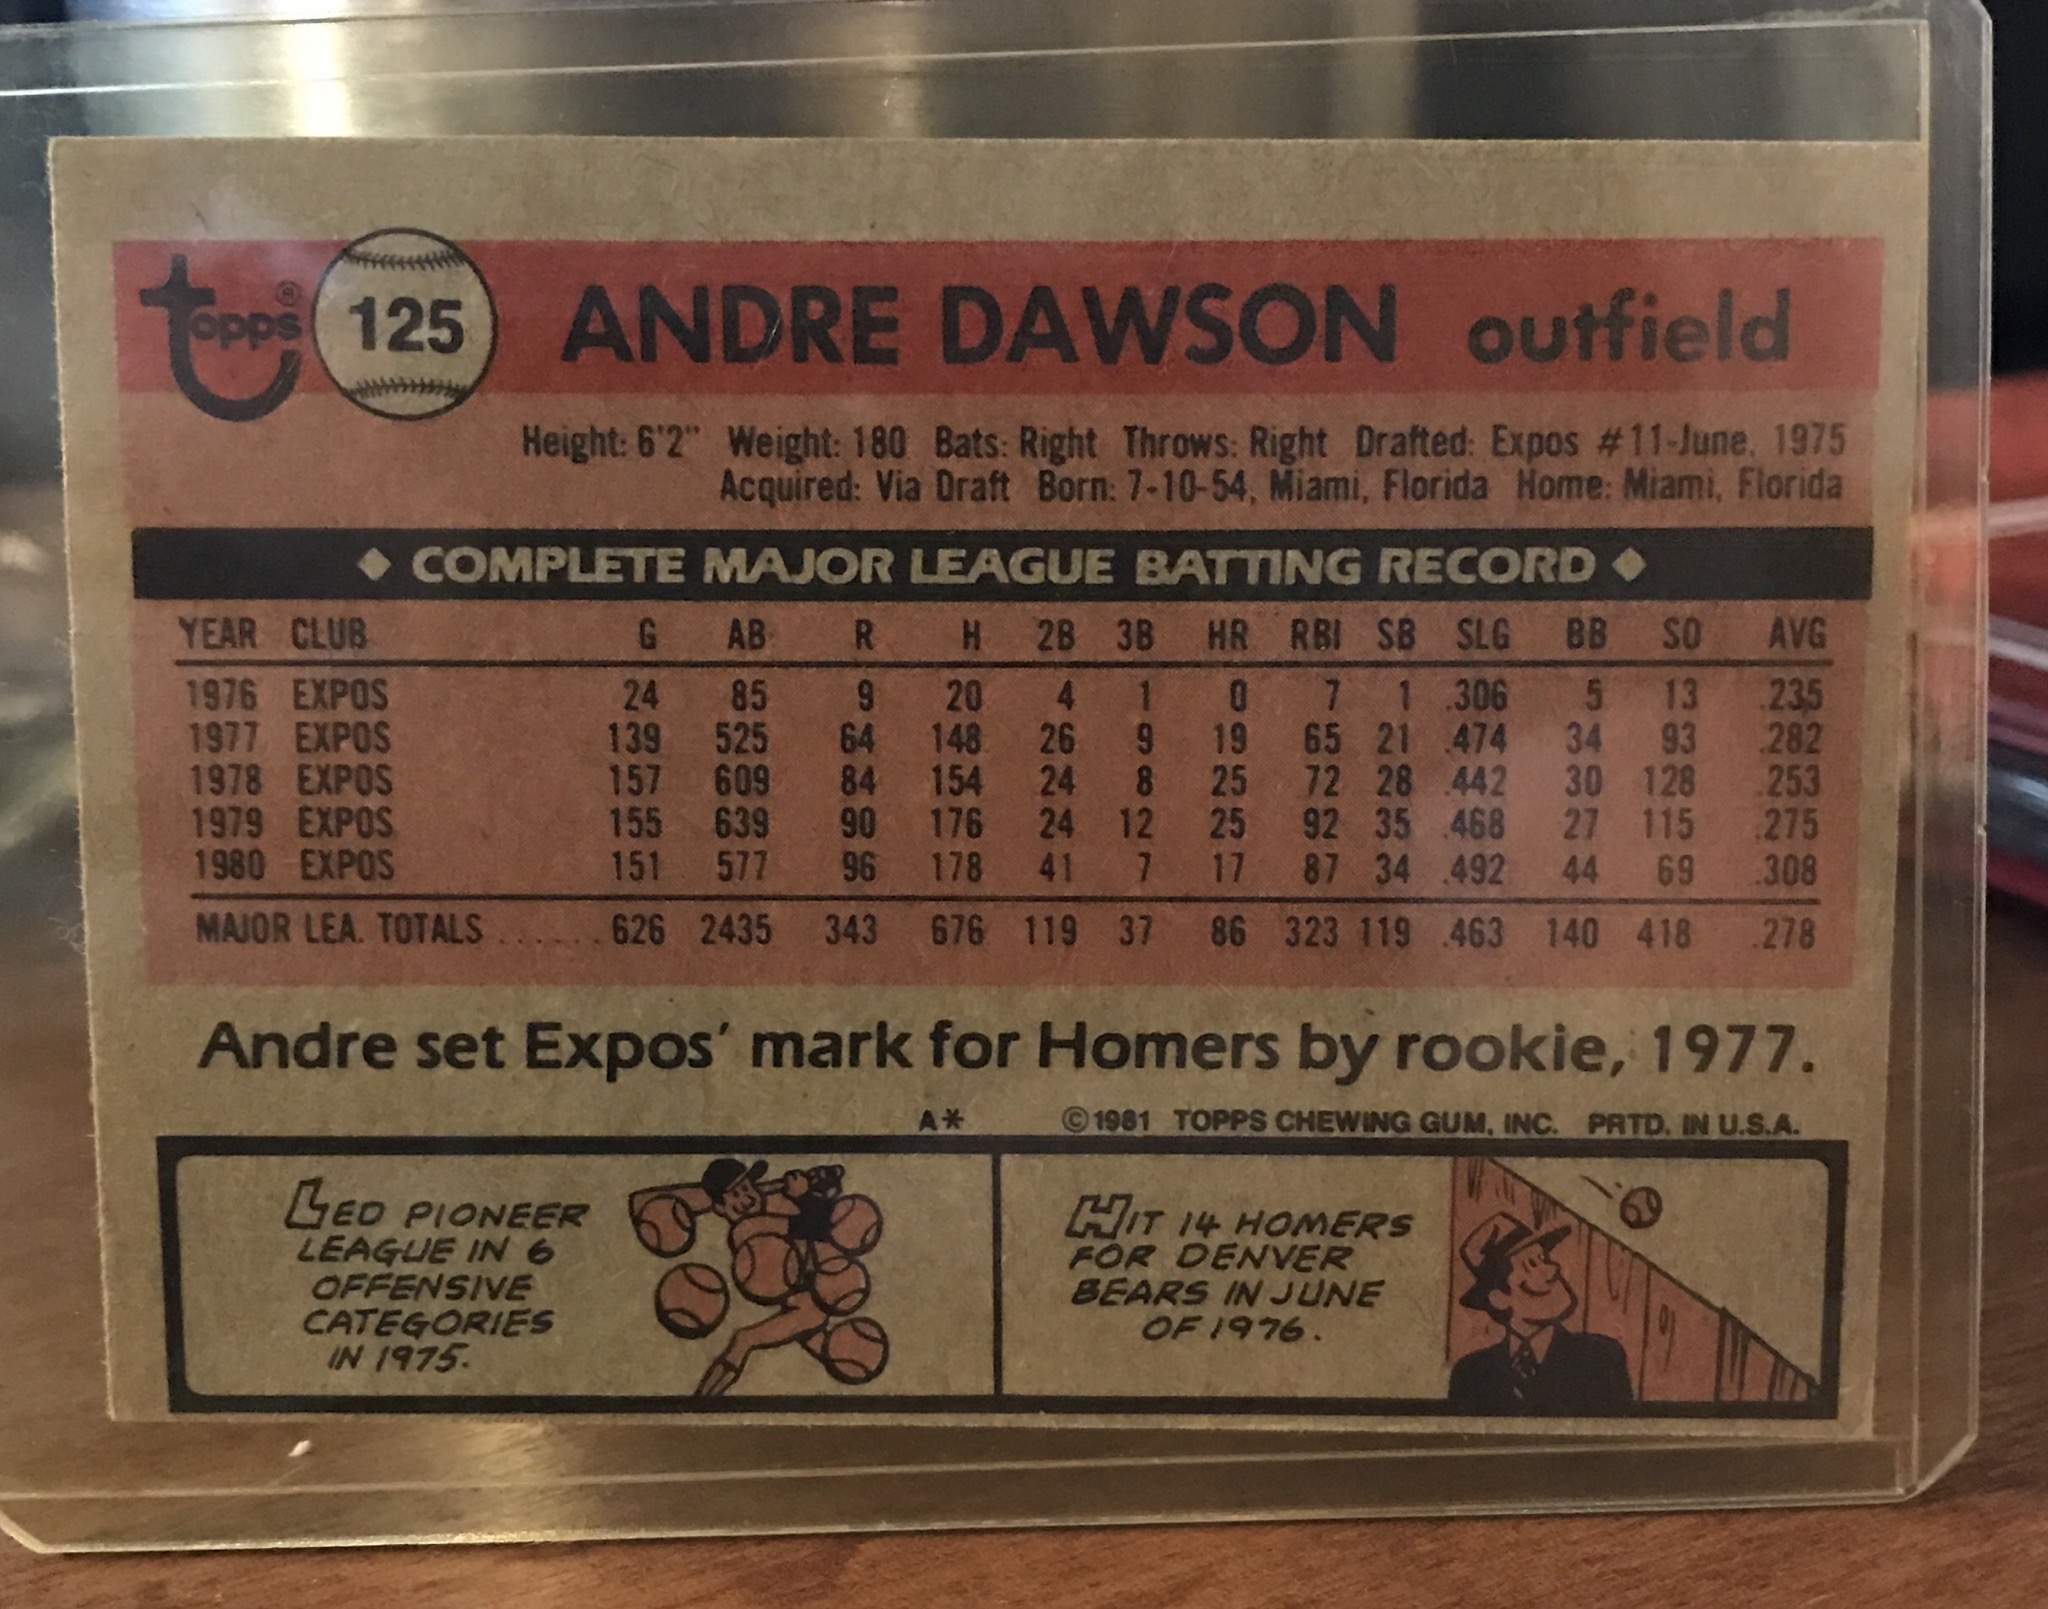 topps® 125 ANDRE DAWSON outfield
Height: 6'2" Weight: 180 Bats: Right Throws: Right Drafted: Expos #11-June, 1975
Acquired: Via Draft Born: 7-10-54, Miami, Florida Home: Miami, Florida
◆ COMPLETE MAJOR LEAGUE BATTING RECORD ◆
YEAR CLUB G AB R H 2B 3B HR RBI SB SLG BB SO AVG
1976 EXPOS 24 85 9 20 4 1 0 7 1 .306 5 13 .235
1977 EXPOS 139 525 64 148 26 9 19 65 21 .474 34 93 .282
1978 EXPOS 157 609 84 154 24 8 25 72 28 .442 30 128 .253
1979 EXPOS 155 639 90 176 24 12 25 92 35 .468 27 115 .275
1980 EXPOS 151 577 96 178 41 7 17 87 34 .492 44 69 .308
MAJOR LEA. TOTALS ...... 626 2435 343 676 119 37 86 323 119 .463 140 418 .278
Andre set Expos' mark for Homers by rookie, 1977.
A* ©1981 TOPPS CHEWING GUM, INC. PRTD. IN U.S.A.
LED PIONEER
LEAGUE IN 6
OFFENSIVE
CATEGORIES
IN 1975.
HIT 14 HOMERS
FOR DENVER
BEARS IN JUNE
OF 1976.